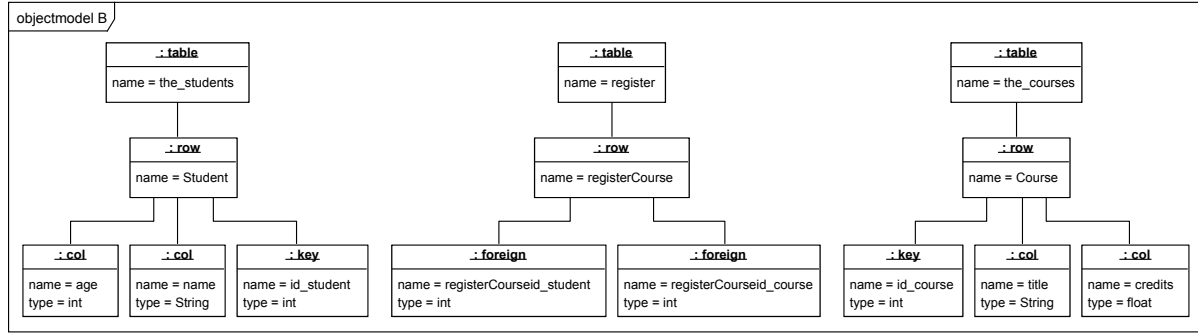 objectmodel B
: table
name = the_students
: table
name = register
: table
name = the_courses
: row
name = Student
: row
name = registerCourse
: row
name = Course
: col
name = age
type = int
: col
name = name
type = String
: key
name = id_student
type = int
: foreign
name = registerCourseid_student
type = int
: foreign
name = registerCourseid_course
type = int
: key
name = id_course
type = int
: col
name = title
type = String
: col
name = credits
type = float